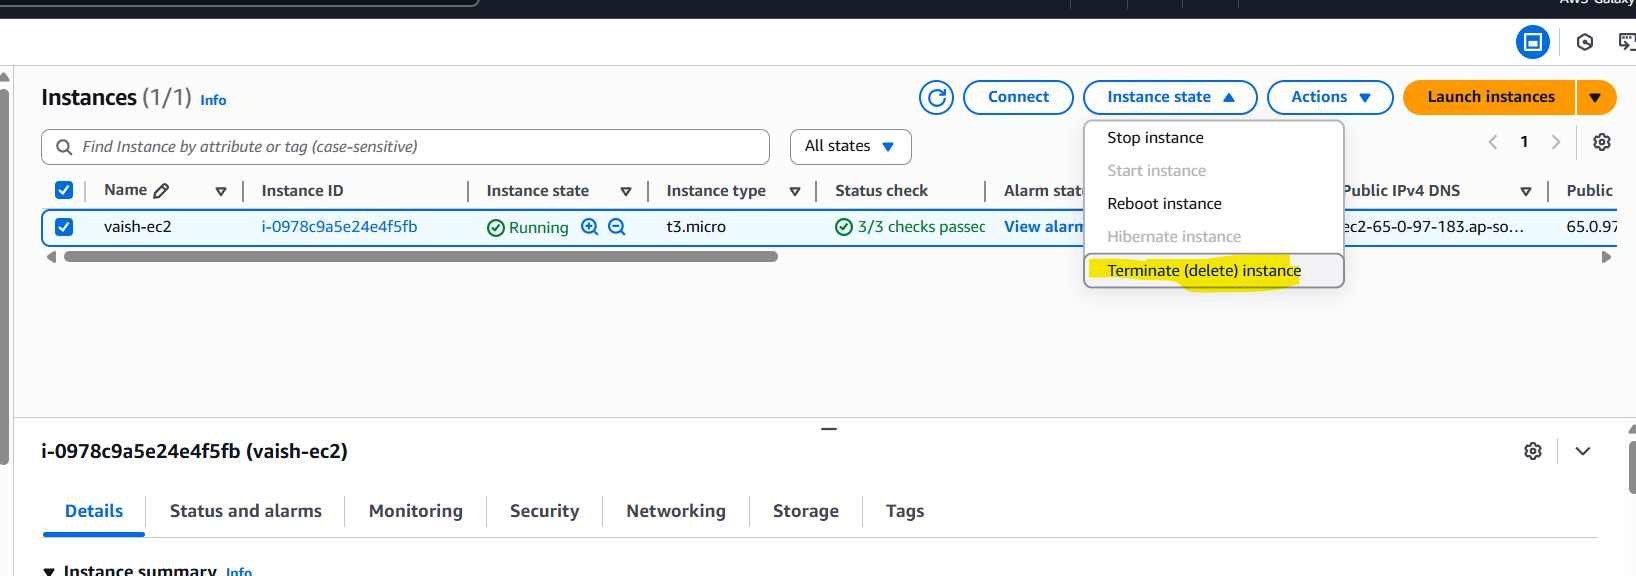 Instances (1/1) Info
Connect
Instance state
Actions
Launch instances
Find Instance by attribute or tag (case-sensitive)
All states
Stop instance
Start instance
Reboot instance
Hibernate instance
Terminate (delete) instance
1
Name Instance ID Instance state Instance type Status check Alarm Public IPv4 DNS Public
vaish-ec2 i-0978c9a5e24e4f5fb Running t3.micro 3/3 checks View ec2-65-0-97-183.ap-so... 65.0.97
i-0978c9a5e24e4f5fb (vaish-ec2)
Details Status and alarms Monitoring Security Networking Storage Tags
Instance summary Info